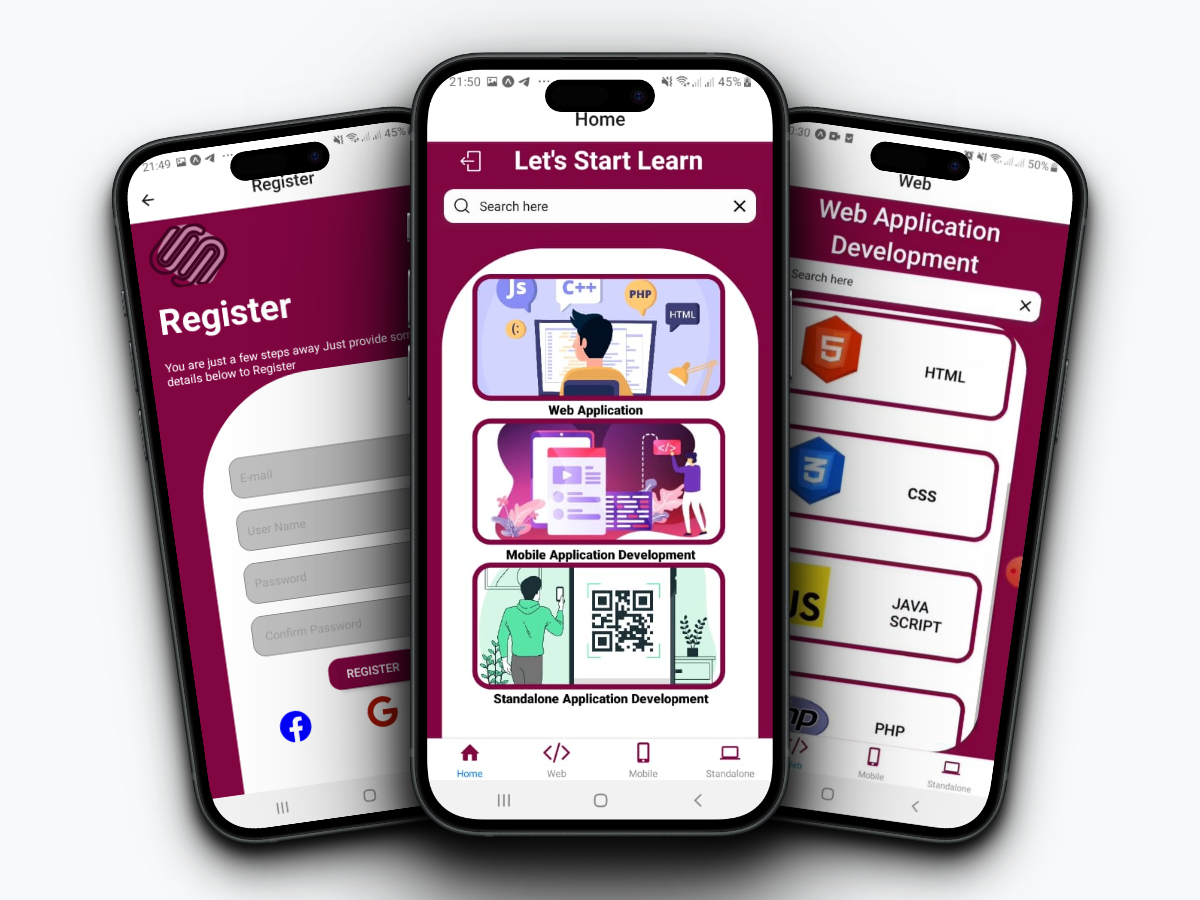 21:49
45%
Register
Register
You are just a few steps away Just provide
details below to Register
E-mail
User Name
Password
Confirm Password
REGISTER
21:50
45%
Home
Let's Start Learn
Search here
Js
C++
PHP
HTML
(:
</>
Web Application
Mobile Application Development
Standalone Application Development
Home
Web
Mobile
Standalone
50%
Web
Web Application
Development
Search here
5
HTML
3
CSS
JS
JAVA
SCRIPT
PHP
Mobile
Standalone